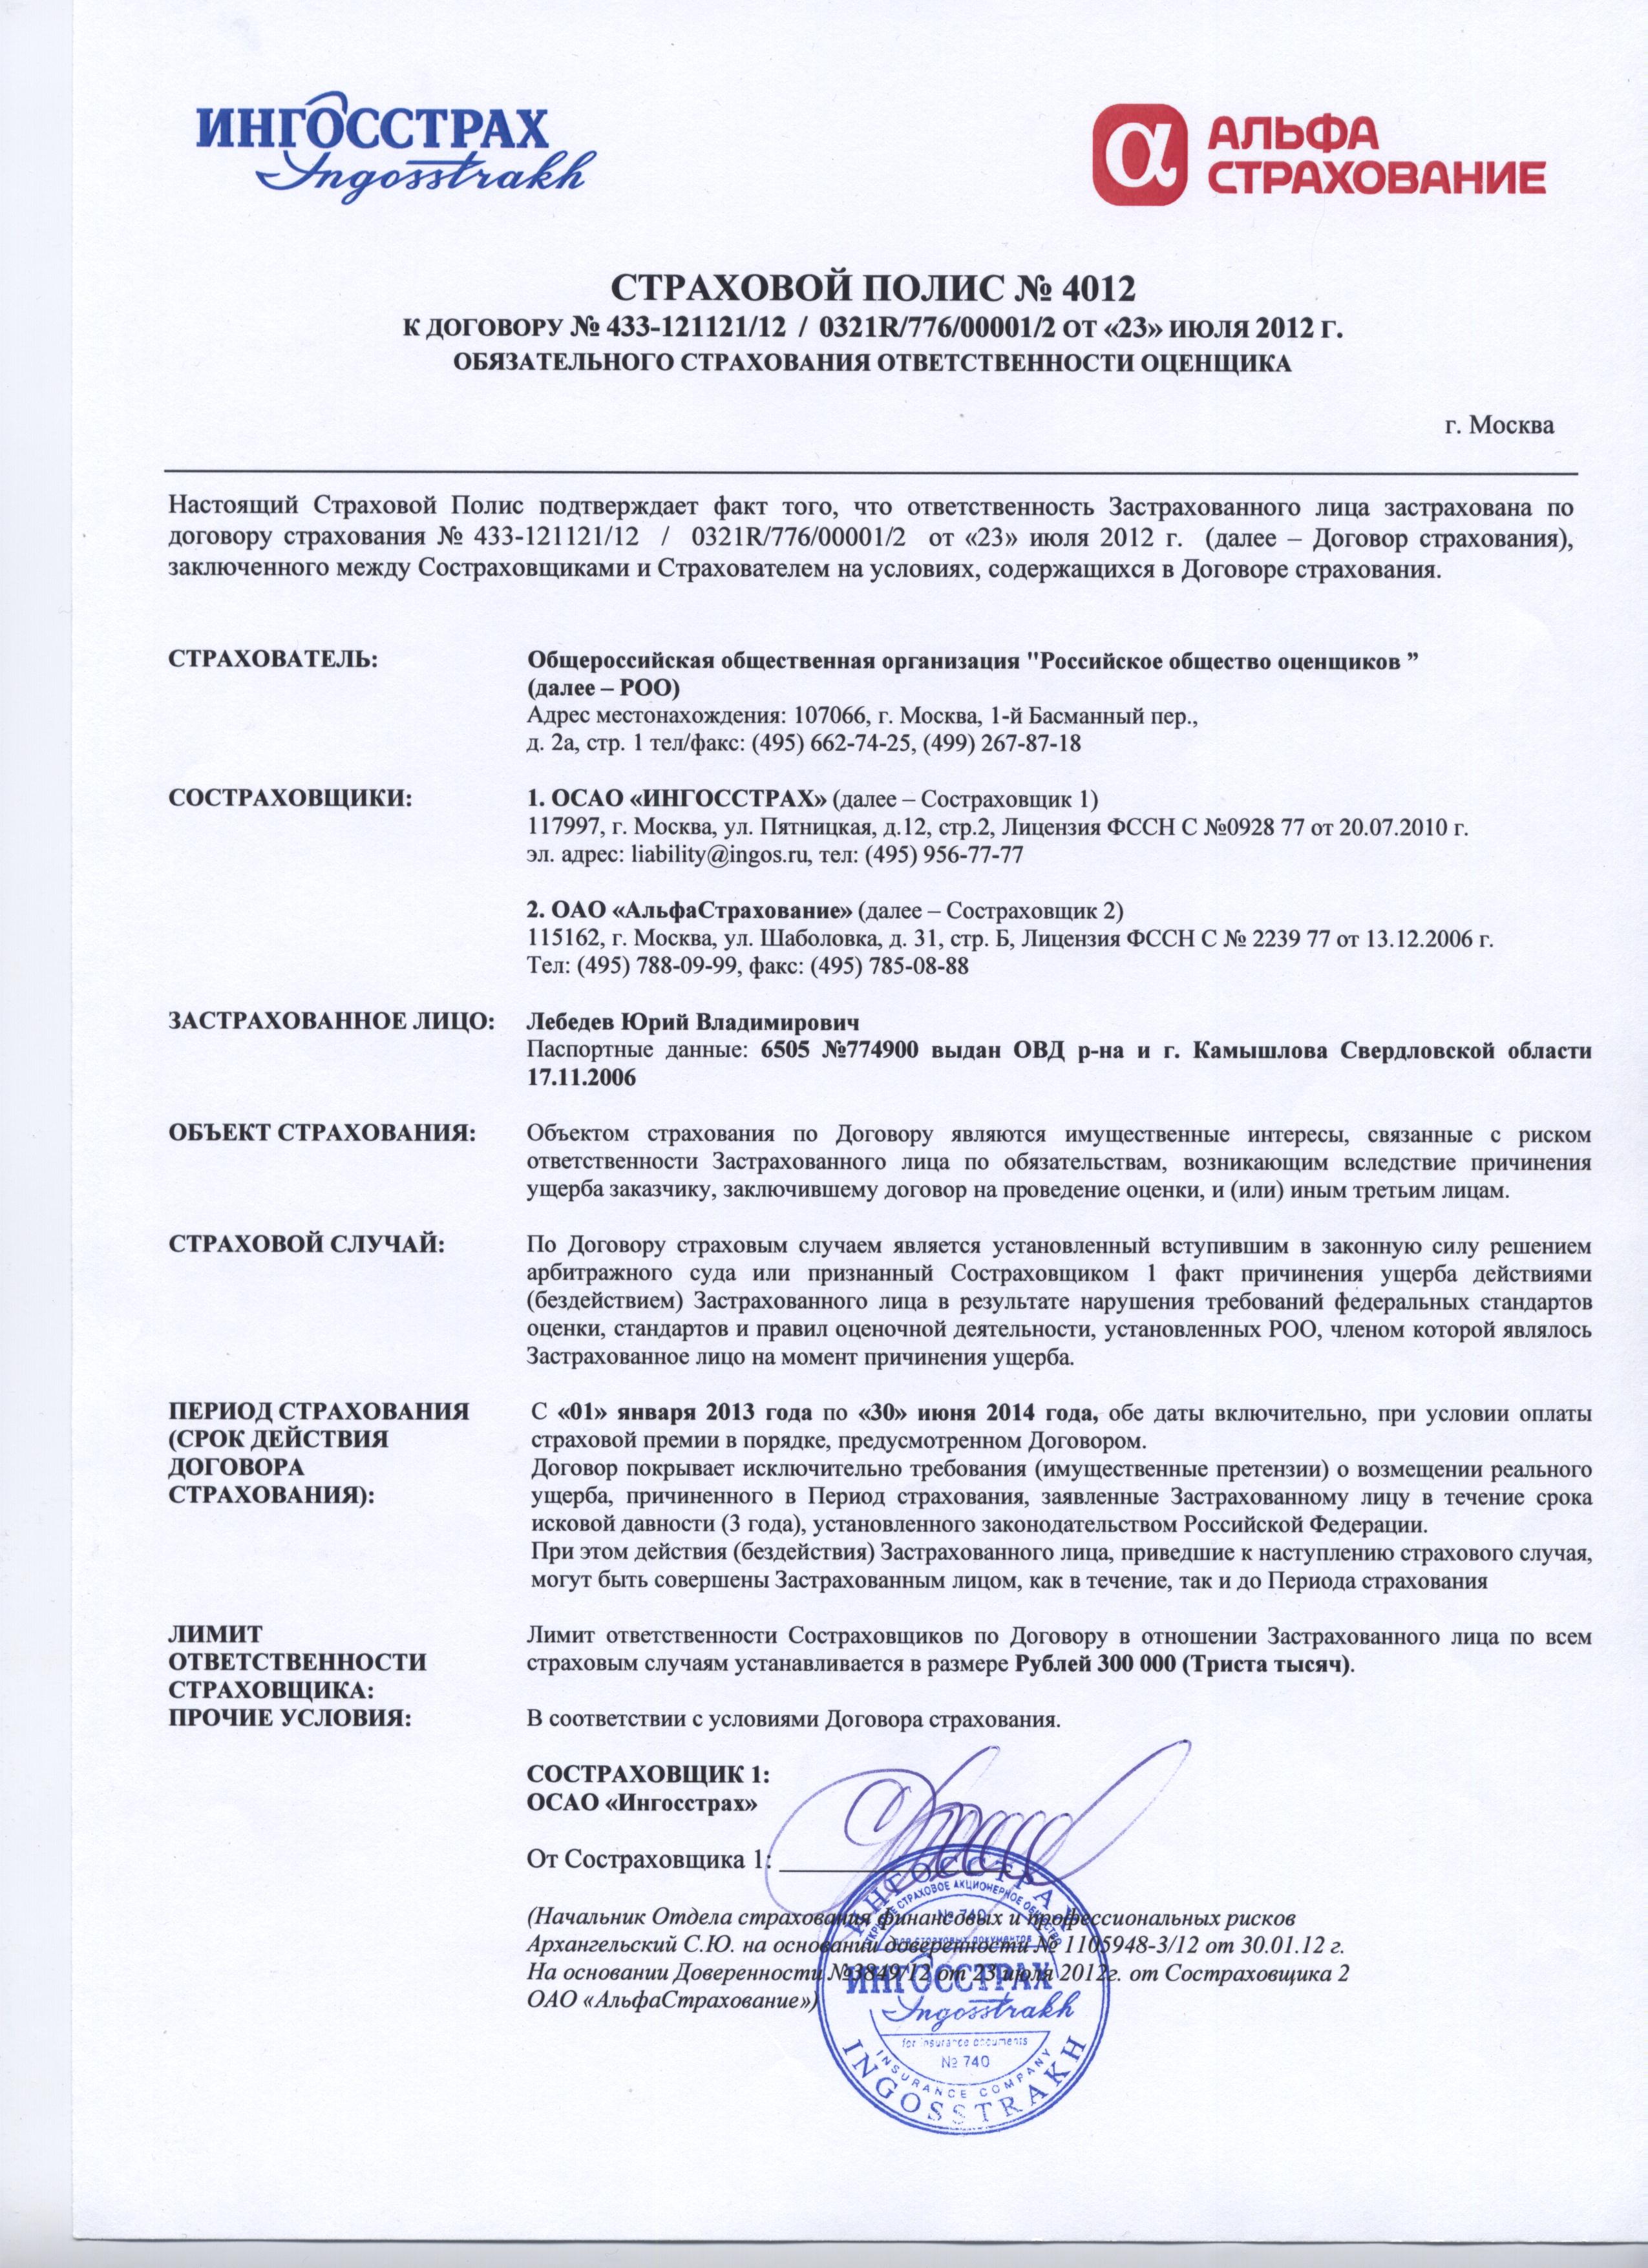 ИНГОССТРАХ
Ingosstrakh
АЛЬФА
СТРАХОВАНИЕ
СТРАХОВОЙ ПОЛИС № 4012
К ДОГОВОРУ № 433-121121/12 / 0321R/776/00001/2 ОТ «23» ИЮЛЯ 2012 Г.
ОБЯЗАТЕЛЬНОГО СТРАХОВАНИЯ ОТВЕТСТВЕННОСТИ ОЦЕНЩИКА
г. Москва
Настоящий Страховой Полис подтверждает факт того, что ответственность Застрахованного лица застрахована по
договору страхования № 433-121121/12 / 0321R/776/00001/2 от «23» июля 2012 г. (далее – Договор страхования),
заключенного между Состраховщиками и Страхователем на условиях, содержащихся в Договоре страхования.
СТРАХОВАТЕЛЬ:
Общероссийская общественная организация "Российское общество оценщиков ”
(далее – РОО)
Адрес местонахождения: 107066, г. Москва, 1-й Басманный пер.,
д. 2а, стр. 1 тел/факс: (495) 662-74-25, (499) 267-87-18
СОСТРАХОВЩИКИ:
1. ОСАО «ИНГОССТРАХ» (далее – Состраховщик 1)
117997, г. Москва, ул. Пятницкая, д.12, стр.2, Лицензия ФССН С №0928 77 от 20.07.2010 г.
эл. адрес: liability@ingos.ru, тел: (495) 956-77-77
2. ОАО «АльфаСтрахование» (далее – Состраховщик 2)
115162, г. Москва, ул. Шаболовка, д. 31, стр. Б, Лицензия ФССН С № 2239 77 от 13.12.2006 г.
Тел: (495) 788-09-99, факс: (495) 785-08-88
ЗАСТРАХОВАННОЕ ЛИЦО:
Лебедев Юрий Владимирович
Паспортные данные: 6505 №774900 выдан ОВД р-на и г. Камышлова Свердловской области
17.11.2006
ОБЪЕКТ СТРАХОВАНИЯ:
Объектом страхования по Договору являются имущественные интересы, связанные с риском
ответственности Застрахованного лица по обязательствам, возникающим вследствие причинения
ущерба заказчику, заключившему договор на проведение оценки, и (или) иным третьим лицам.
СТРАХОВОЙ СЛУЧАЙ:
По Договору страховым случаем является установленный вступившим в законную силу решением
арбитражного суда или признанный Состраховщиком 1 факт причинения ущерба действиями
(бездействием) Застрахованного лица в результате нарушения требований федеральных стандартов
оценки, стандартов и правил оценочной деятельности, установленных РОО, членом которой являлось
Застрахованное лицо на момент причинения ущерба.
ПЕРИОД СТРАХОВАНИЯ
(СРОК ДЕЙСТВИЯ
ДОГОВОРА
СТРАХОВАНИЯ):
С «01» января 2013 года по «30» июня 2014 года, обе даты включительно, при условии оплаты
страховой премии в порядке, предусмотренном Договором.
Договор покрывает исключительно требования (имущественные претензии) о возмещении реального
ущерба, причиненного в Период страхования, заявленные Застрахованному лицу в течение срока
исковой давности (3 года), установленного законодательством Российской Федерации.
При этом действия (бездействия) Застрахованного лица, приведшие к наступлению страхового случая,
могут быть совершены Застрахованным лицом, как в течение, так и до Периода страхования
ЛИМИТ
ОТВЕТСТВЕННОСТИ
СТРАХОВЩИКА:
Лимит ответственности Состраховщиков по Договору в отношении Застрахованного лица по всем
страховым случаям устанавливается в размере Рублей 300 000 (Триста тысяч).
ПРОЧИЕ УСЛОВИЯ:
В соответствии с условиями Договора страхования.
СОСТРАХОВЩИК 1:
ОСАО «Ингосстрах»
От Состраховщика 1:
(Начальник Отдела страхования финансовых и профессиональных рисков
Архангельский С.Ю. на основании доверенности № 1105948-3/12 от 30.01.12 г.
На основании Доверенности №3849/12 от 23 июля 2012г. от Состраховщика 2
ОАО «АльфаСтрахование»)
ИНГОССТРАХ
СТРАХОВОЕ АКЦИОНЕРНОЕ ОБЩЕСТВО
№ 740
ДЛЯ СТРАХОВЫХ ДОКУМЕНТОВ
ИНГОССТРАХ
Ingosstrakh
for insurance documents
№ 740
INSURANCE COMPANY
INGOSSTRAKH